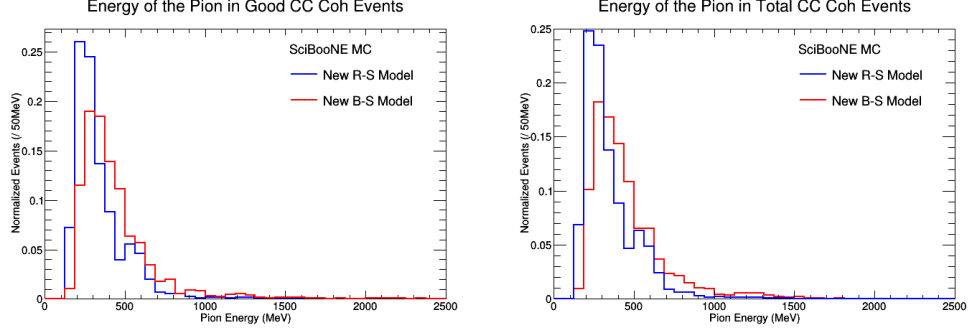 Energy of the Pion in Good CC Coh Events
Normalized Events (/ 50MeV)
0.25
0.2
0.15
0.1
0.05
0
SciBooNE MC
New R-S Model
New B-S Model
0 500 1000 1500 2000 2500
Pion Energy (MeV)
Energy of the Pion in Total CC Coh Events
Normalized Events (/ 50MeV)
0.25
0.2
0.15
0.1
0.05
0
SciBooNE MC
New R-S Model
New B-S Model
0 500 1000 1500 2000 2500
Pion Energy (MeV)